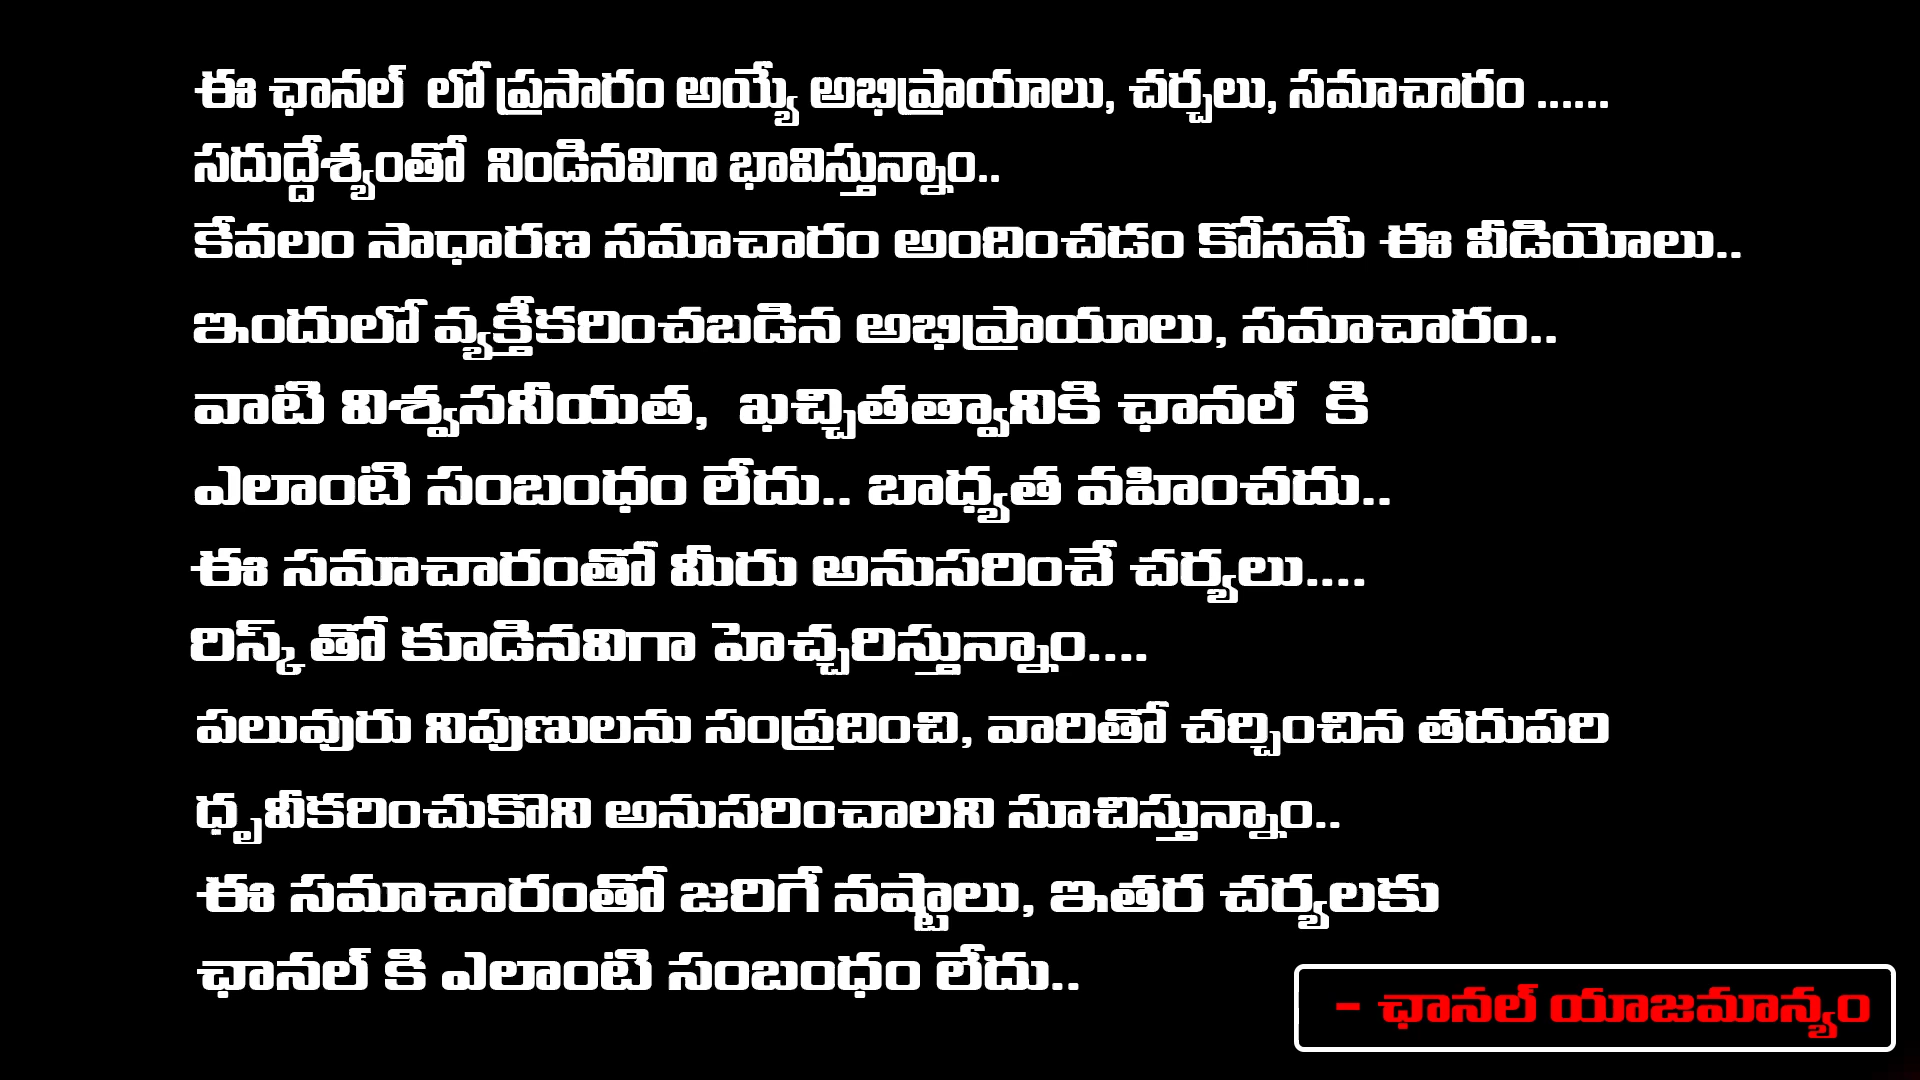 ఈ ఛానల్ లో ప్రసారం అయ్యే అభిప్రాయాలు, చర్చలు, సమాచారం ......
సదుద్దేశ్యంతో నిండినవిగా భావిస్తున్నాం..
కేవలం సాధారణ సమాచారం అందించడం కోసమే ఈ వీడియోలు..
ఇందులో వ్యక్తీకరించబడిన అభిప్రాయాలు, సమాచారం..
వాటి విశ్వసనీయత, ఖచ్చితత్వానికి ఛానల్ కి
ఎలాంటి సంబంధం లేదు.. బాధ్యత వహించదు..
ఈ సమాచారంతో మీరు అనుసరించే చర్యలు....
రిస్క్ తో కూడినవిగా హెచ్చరిస్తున్నాం....
పలువురు నిపుణులను సంప్రదించి, వారితో చర్చించిన తదుపరి
ధృవీకరించుకొని అనుసరించాలని సూచిస్తున్నాం..
ఈ సమాచారంతో జరిగే నష్టాలు, ఇతర చర్యలకు
ఛానల్ కి ఎలాంటి సంబంధం లేదు..
- ఛానల్ యాజమాన్యం